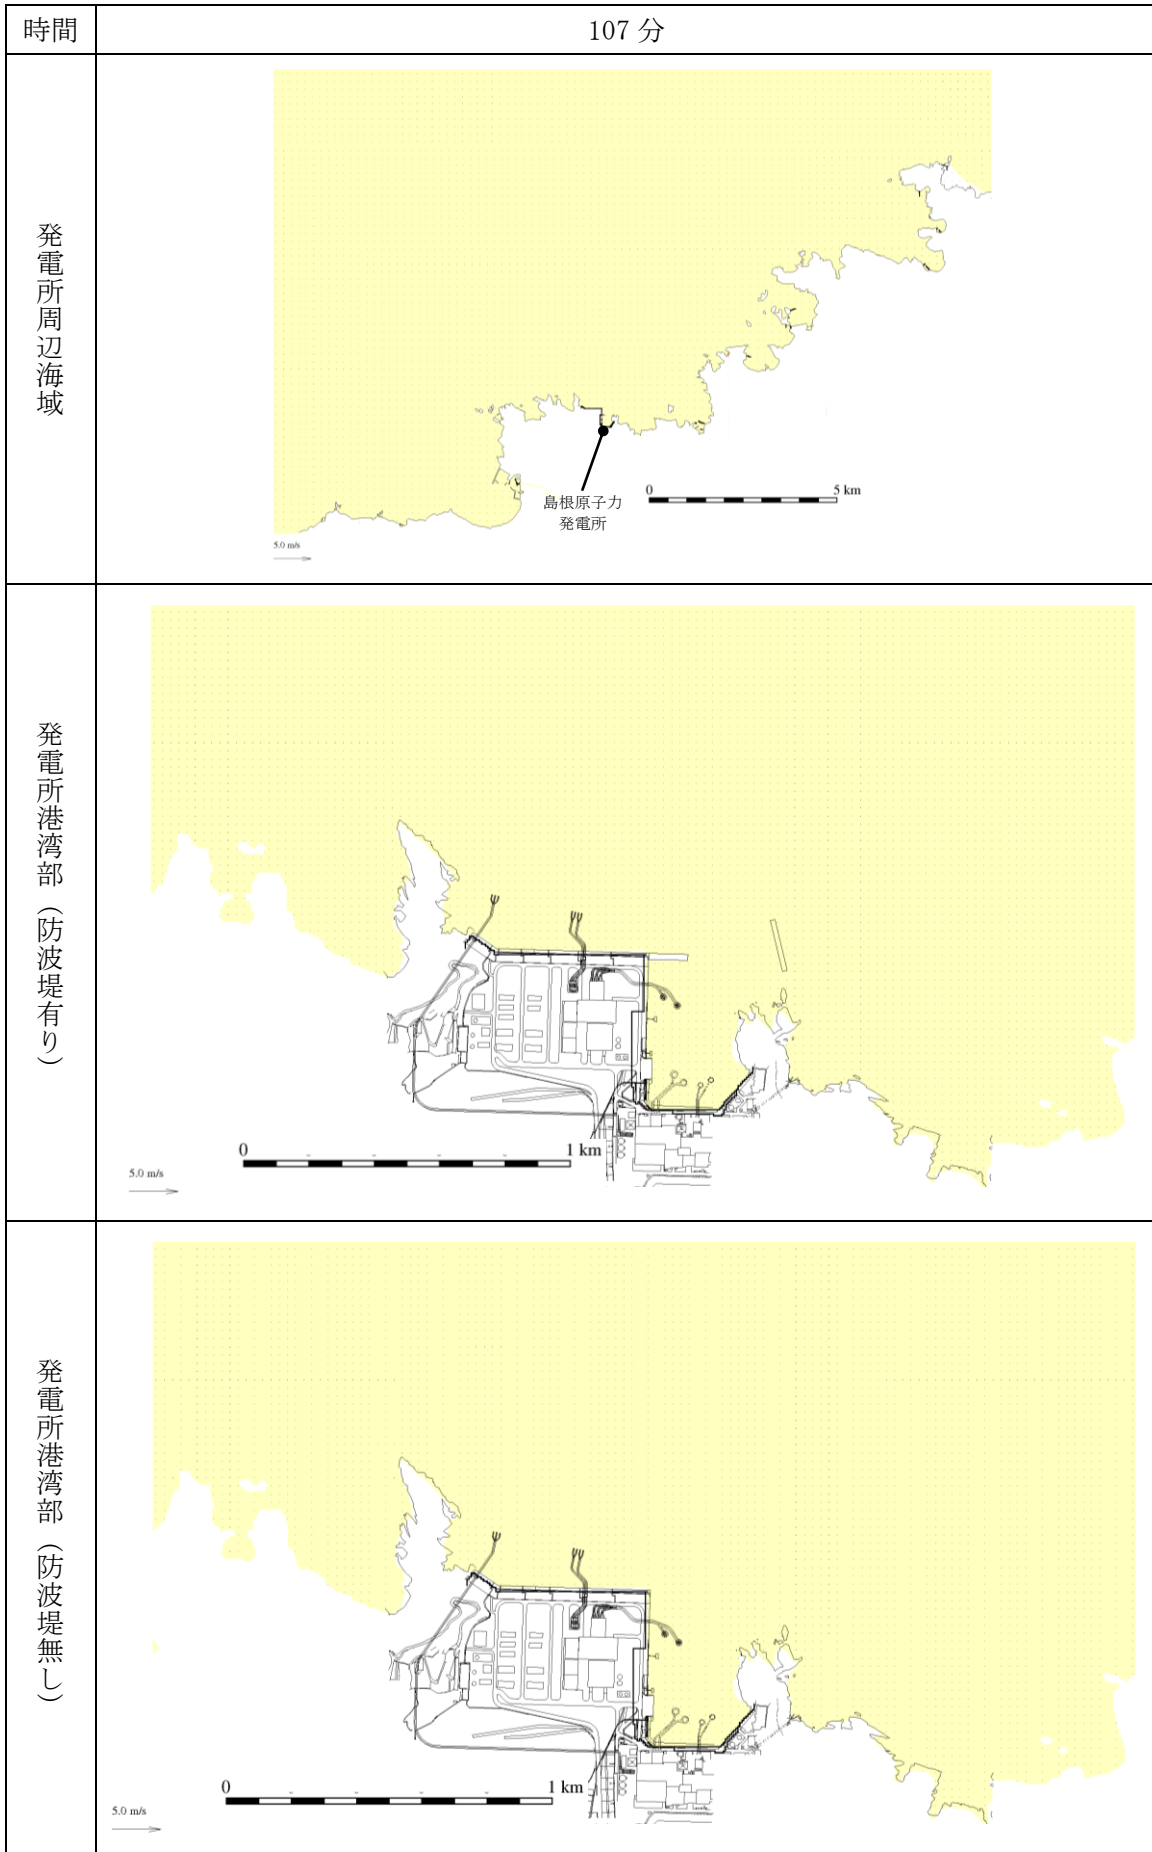 時間
107 分
発電所周辺海域
島根原子力
発電所
0
5 km
5.0 m/s
発電所港湾部（防波堤有り）
0
1 km
5.0 m/s
発電所港湾部（防波堤無し）
0
1 km
5.0 m/s